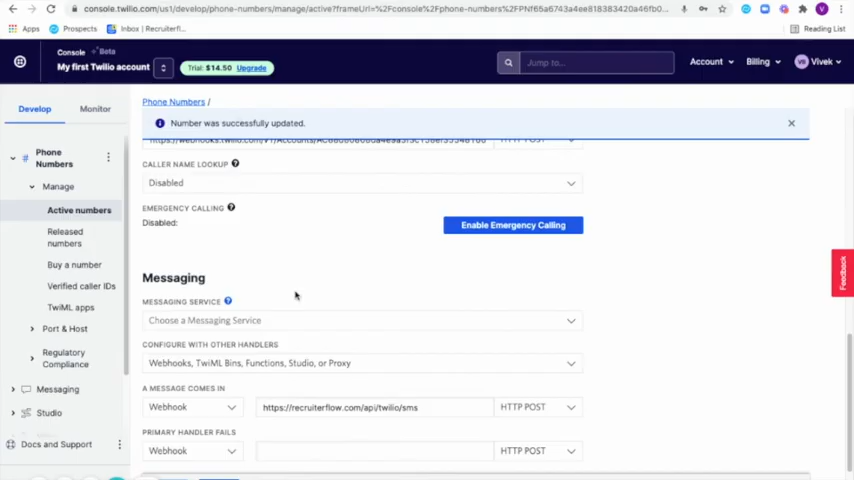 console.twilio.com/us1/develop/phone-numbers/manage/active?frameUrl=%2Fconsole%2Fphone-numbers%2FPNf65a6743a4ee818383420a46fb0...
Apps Prospects Inbox | Recruiterfl... Reading List
Console Beta
My first Twilio account
Trial: $14.50 Upgrade
Jump to...
Account
Billing
VR Vivek
Develop
Monitor
Phone Numbers /
Number was successfully updated.
Phone
Numbers
Manage
Active numbers
Released
numbers
Buy a number
Verified caller IDs
TwiML apps
Port & Host
Regulatory
Compliance
Messaging
Studio
Docs and Support
CALLER NAME LOOKUP
Disabled
EMERGENCY CALLING
Disabled:
Enable Emergency Calling
Messaging
MESSAGING SERVICE
Choose a Messaging Service
CONFIGURE WITH OTHER HANDLERS
Webhooks, TwiML Bins, Functions, Studio, or Proxy
A MESSAGE COMES IN
Webhook https://recruiterflow.com/api/twilio/sms HTTP POST
PRIMARY HANDLER FAILS
Webhook HTTP POST
Feedback